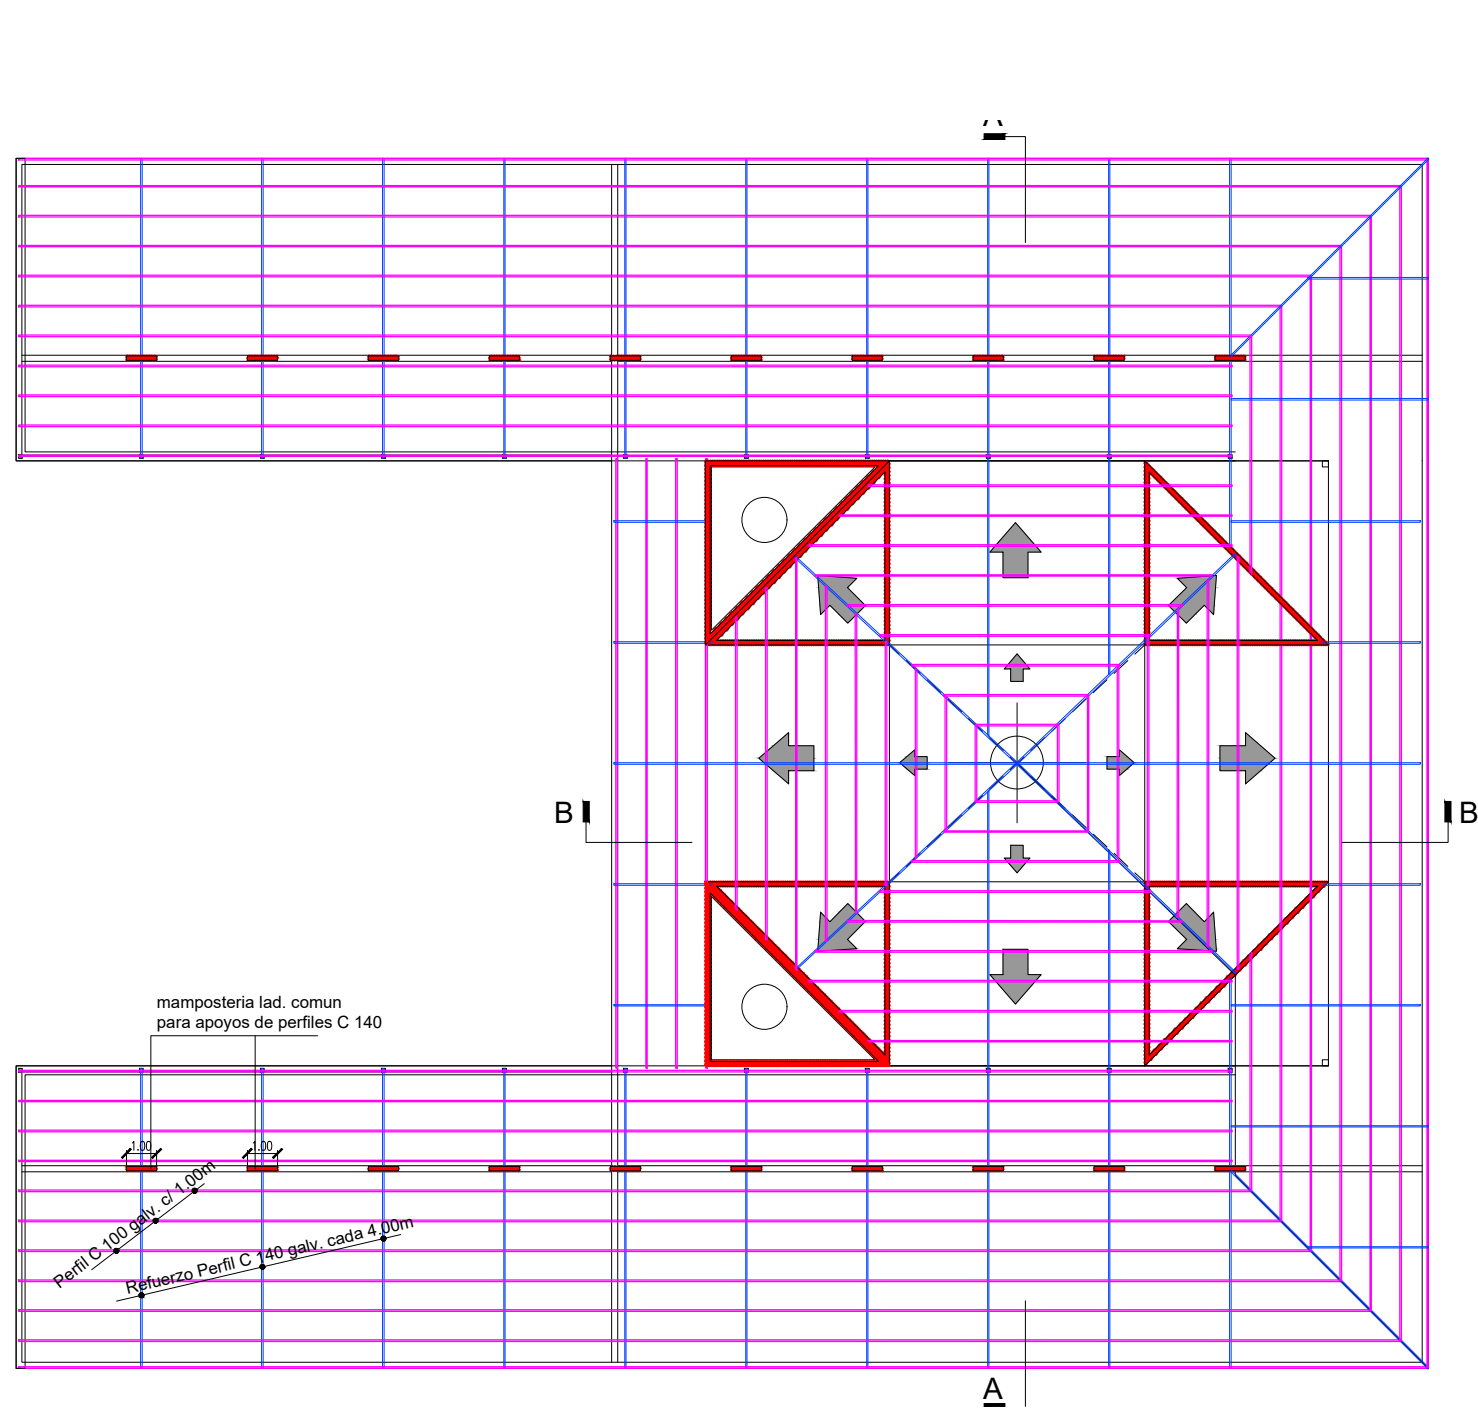 A
B
B
mamposteria lad. comun
para apoyos de perfiles C 140
1.00
1.00
Perfil C 100 galv. c/ 1.00m
Refuerzo Perfil C 140 galv. cada 4.00m
A